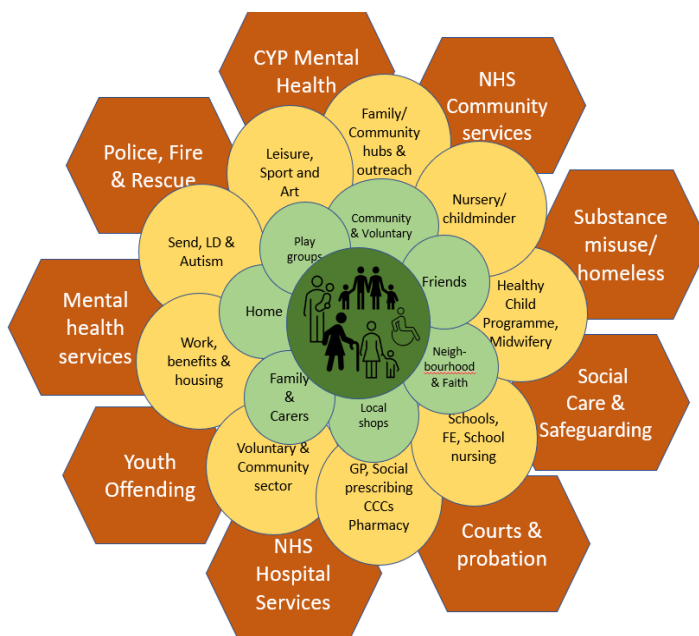 CYP Mental
Health
NHS
Community
services
Police, Fire
& Rescue
Substance
misuse/
homeless
Mental
health
services
Social
Care &
Safeguarding
Youth
Offending
Courts &
probation
NHS
Hospital
Services
Family/
Community
hubs &
outreach
Leisure,
Sport and
Art
Nursery/
childminder
Send, LD &
Autism
Healthy
Child
Programme,
Midwifery
Work,
benefits &
housing
Schools,
FE, School
nursing
Voluntary &
Community
sector
GP, Social
prescribing
CCCs
Pharmacy
Community
& Voluntary
Play
groups
Friends
Home
Neigh-
bourhood
& Faith
Family
&
Carers
Local
shops